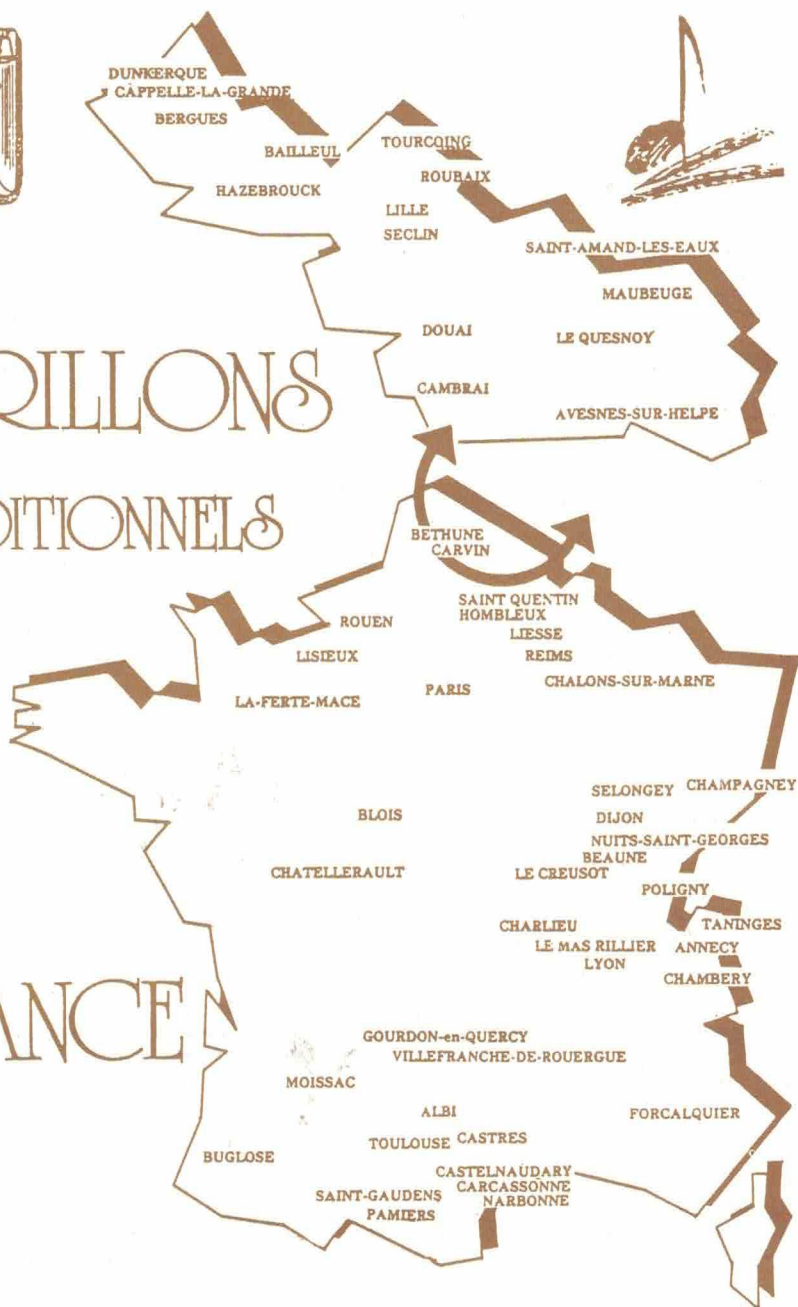 DUNKERQUE
CAPPELLE-LA-GRANDE
BERGUES
BAILLEUL
TOURCOING
HAZEBROUCK
ROUBAIX
LILLE
SECLIN
SAINT-AMAND-LES-EAUX
MAUBEUGE
DOUAI
LE QUESNOY
CAMBRAI
AVESNES-SUR-HELPE
RILLONS
DITIONNELS
ANCE
BETHUNE
CARVIN
SAINT QUENTIN
HOMBLEUX
ROUEN
LIESSE
LISIEUX
REIMS
LA-FERTE-MACE
PARIS
CHALONS-SUR-MARNE
SELONGEY
CHAMPAGNEY
BLOIS
DIJON
NUITS-SAINT-GEORGES
BEAUNE
CHATELLERAULT
LE CREUSOT
POLIGNY
CHARLIEU
TANINGES
LE MAS RILLIER
ANNECY
LYON
CHAMBERY
GOURDON-en-QUERCY
VILLEFRANCHE-DE-ROUERGUE
MOISSAC
ALBI
FORCALQUIER
TOULOUSE
CASTRES
BUGLOSE
CASTELNAUDARY
CARCASSONNE
SAINT-GAUDENS
NARBONNE
PAMIERS